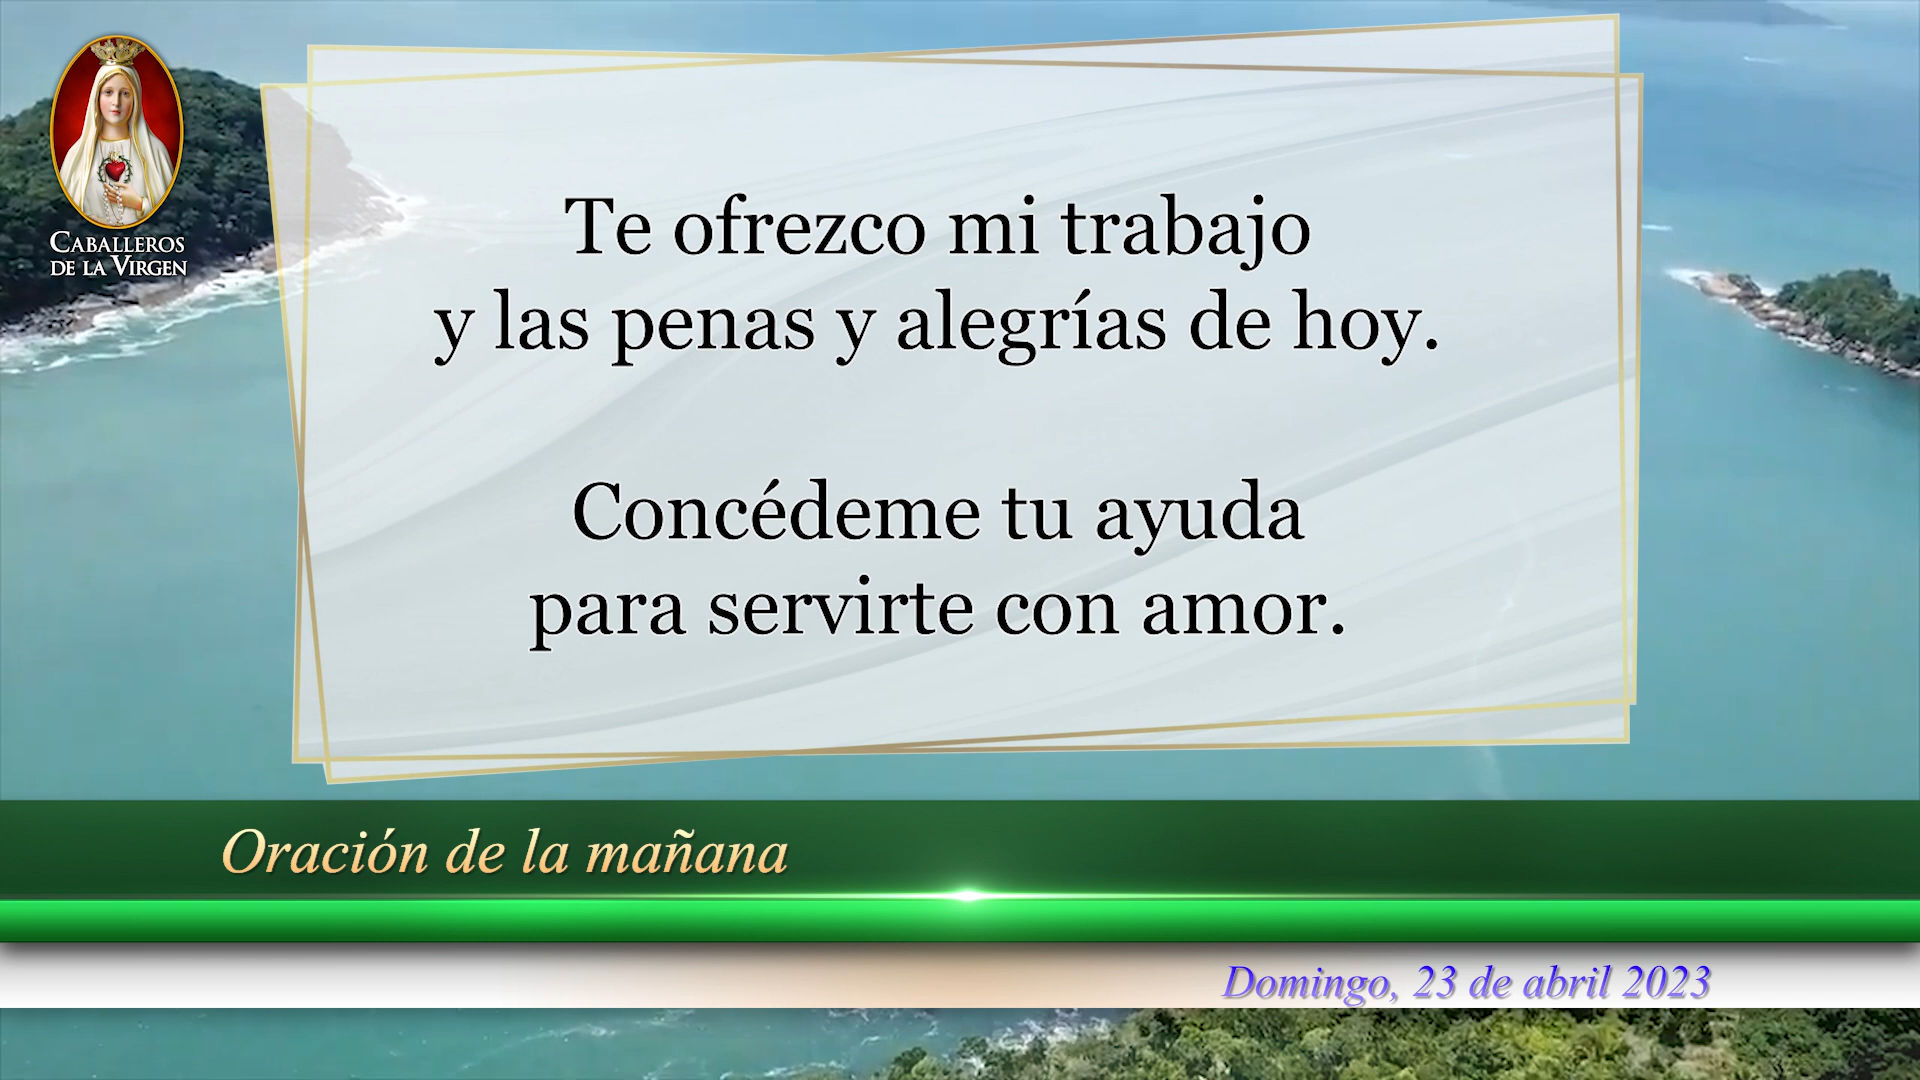 CABALLEROS
DE LA VIRGEN
Te ofrezco mi trabajo
y las penas y alegrías de hoy.
Concédeme tu ayuda
para servirte con amor.
Oración de la mañana
Domingo, 23 de abril 2023